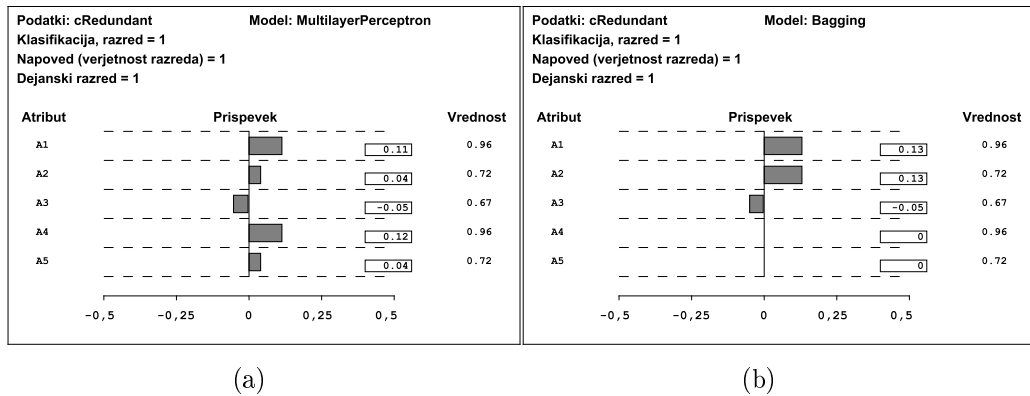 Podatki: cRedundant Model: MultilayerPerceptron
Klasifikacija, razred = 1
Napoved (verjetnost razreda) = 1
Dejanski razred = 1
Atribut Prispevek Vrednost
A1 0.11 0.96
A2 0.04 0.72
A3 -0.05 0.67
A4 0.12 0.96
A5 0.04 0.72
-0,5 -0,25 0 0,25 0,5
(a)
Podatki: cRedundant Model: Bagging
Klasifikacija, razred = 1
Napoved (verjetnost razreda) = 1
Dejanski razred = 1
Atribut Prispevek Vrednost
A1 0.13 0.96
A2 0.13 0.72
A3 -0.05 0.67
A4 0 0.96
A5 0 0.72
-0,5 -0,25 0 0,25 0,5
(b)